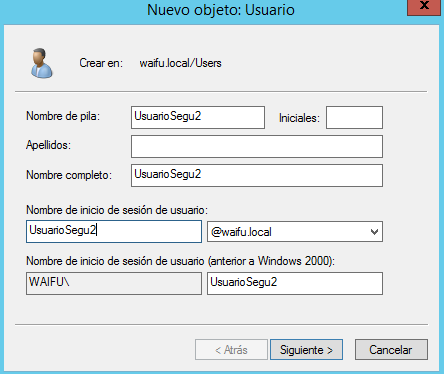 Nuevo objeto: Usuario
x
Crear en: waifu.local/Users
Nombre de pila: UsuarioSegu2 Iniciales:
Apellidos:
Nombre completo: UsuarioSegu2
Nombre de inicio de sesión de usuario:
UsuarioSegu2 @waifu.local
Nombre de inicio de sesión de usuario (anterior a Windows 2000):
WAIFU\ UsuarioSegu2
< Atrás Siguiente > Cancelar